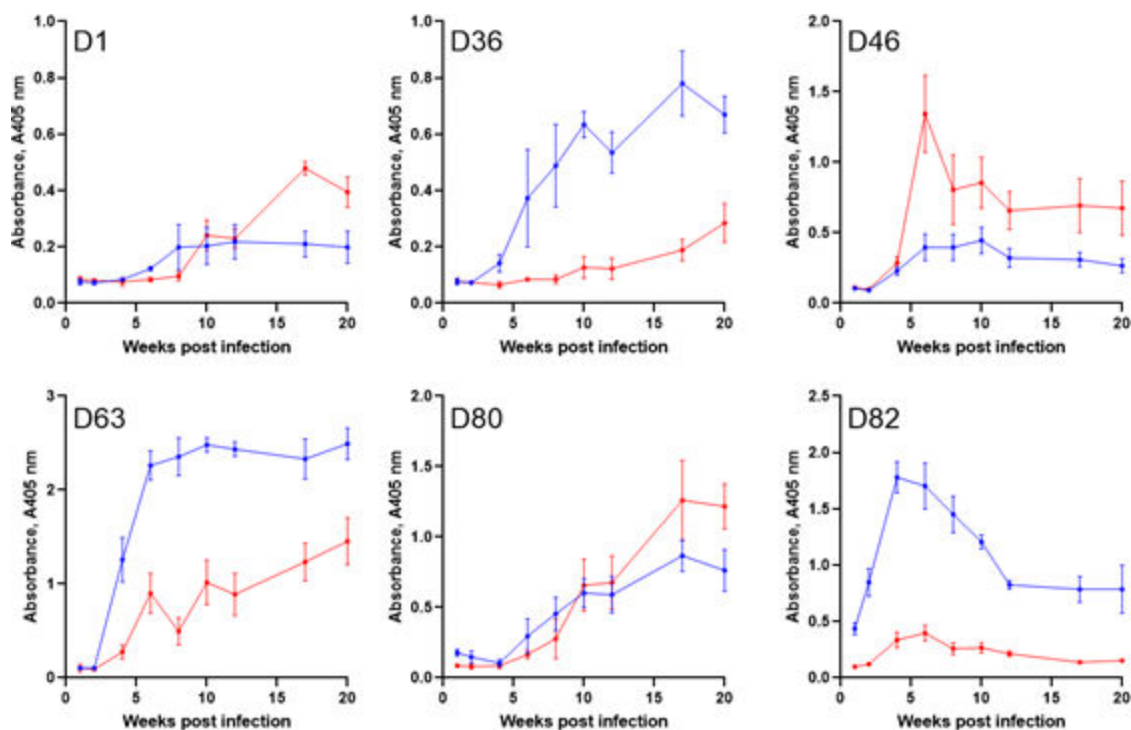 D1
1.0
0.8
0.6
0.4
0.2
0.0
Absorbance, A405 nm
0 5 10 15 20
Weeks post infection
D36
1.0
0.8
0.6
0.4
0.2
0.0
Absorbance, A405 nm
0 5 10 15 20
Weeks post infection
D46
2.0
1.5
1.0
0.5
0.0
Absorbance, A405 nm
0 5 10 15 20
Weeks post infection
D63
3
2
1
0
Absorbance, A405 nm
0 5 10 15 20
Weeks post infection
D80
2.0
1.5
1.0
0.5
0.0
Absorbance, A405 nm
0 5 10 15 20
Weeks post infection
D82
2.5
2.0
1.5
1.0
0.5
0.0
Absorbance, A405 nm
0 5 10 15 20
Weeks post infection